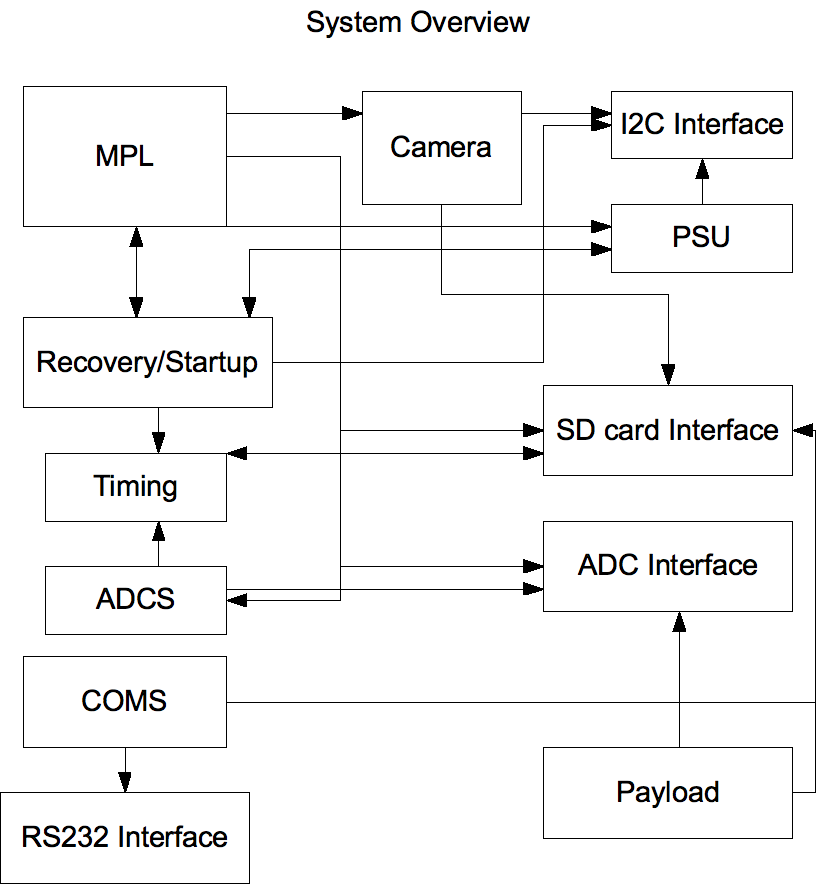 System Overview
MPL
Camera
I2C Interface
PSU
Recovery/Startup
SD card Interface
Timing
ADC Interface
ADCS
COMS
Payload
RS232 Interface